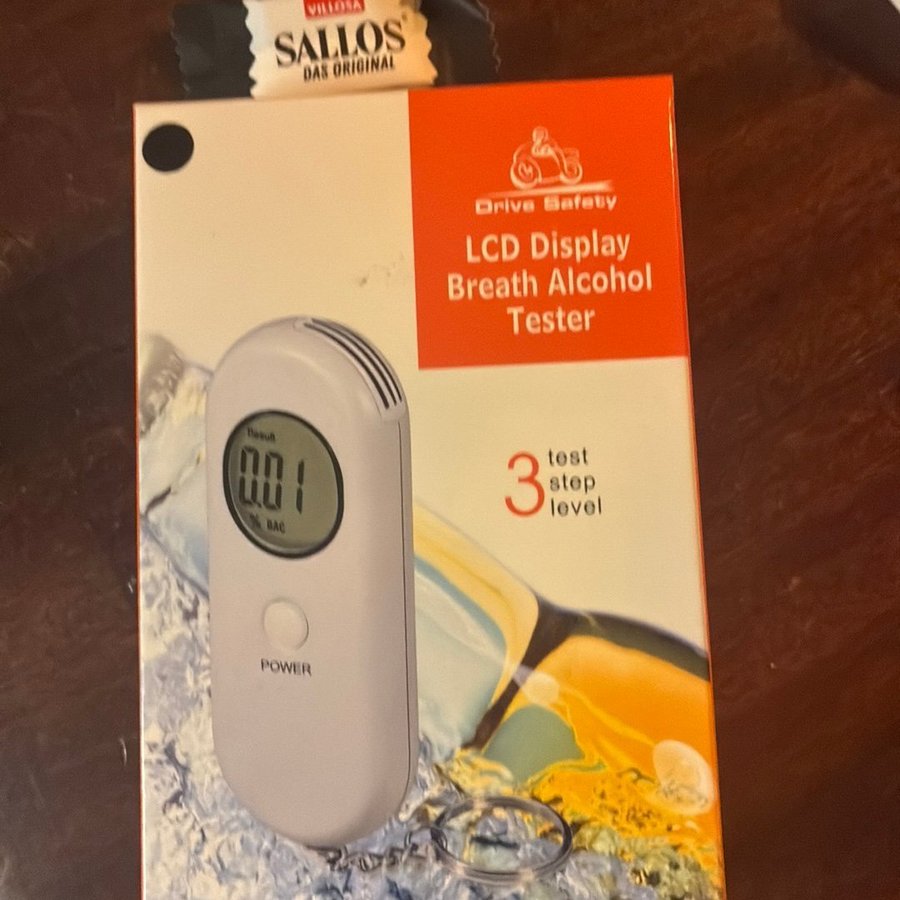 VILLOSA
SALLOS
DAS ORIGINAL
Drive Safety
LCD Display
Breath Alcohol
Tester
3 test
step
level
Result
0.01
% BAC
POWER